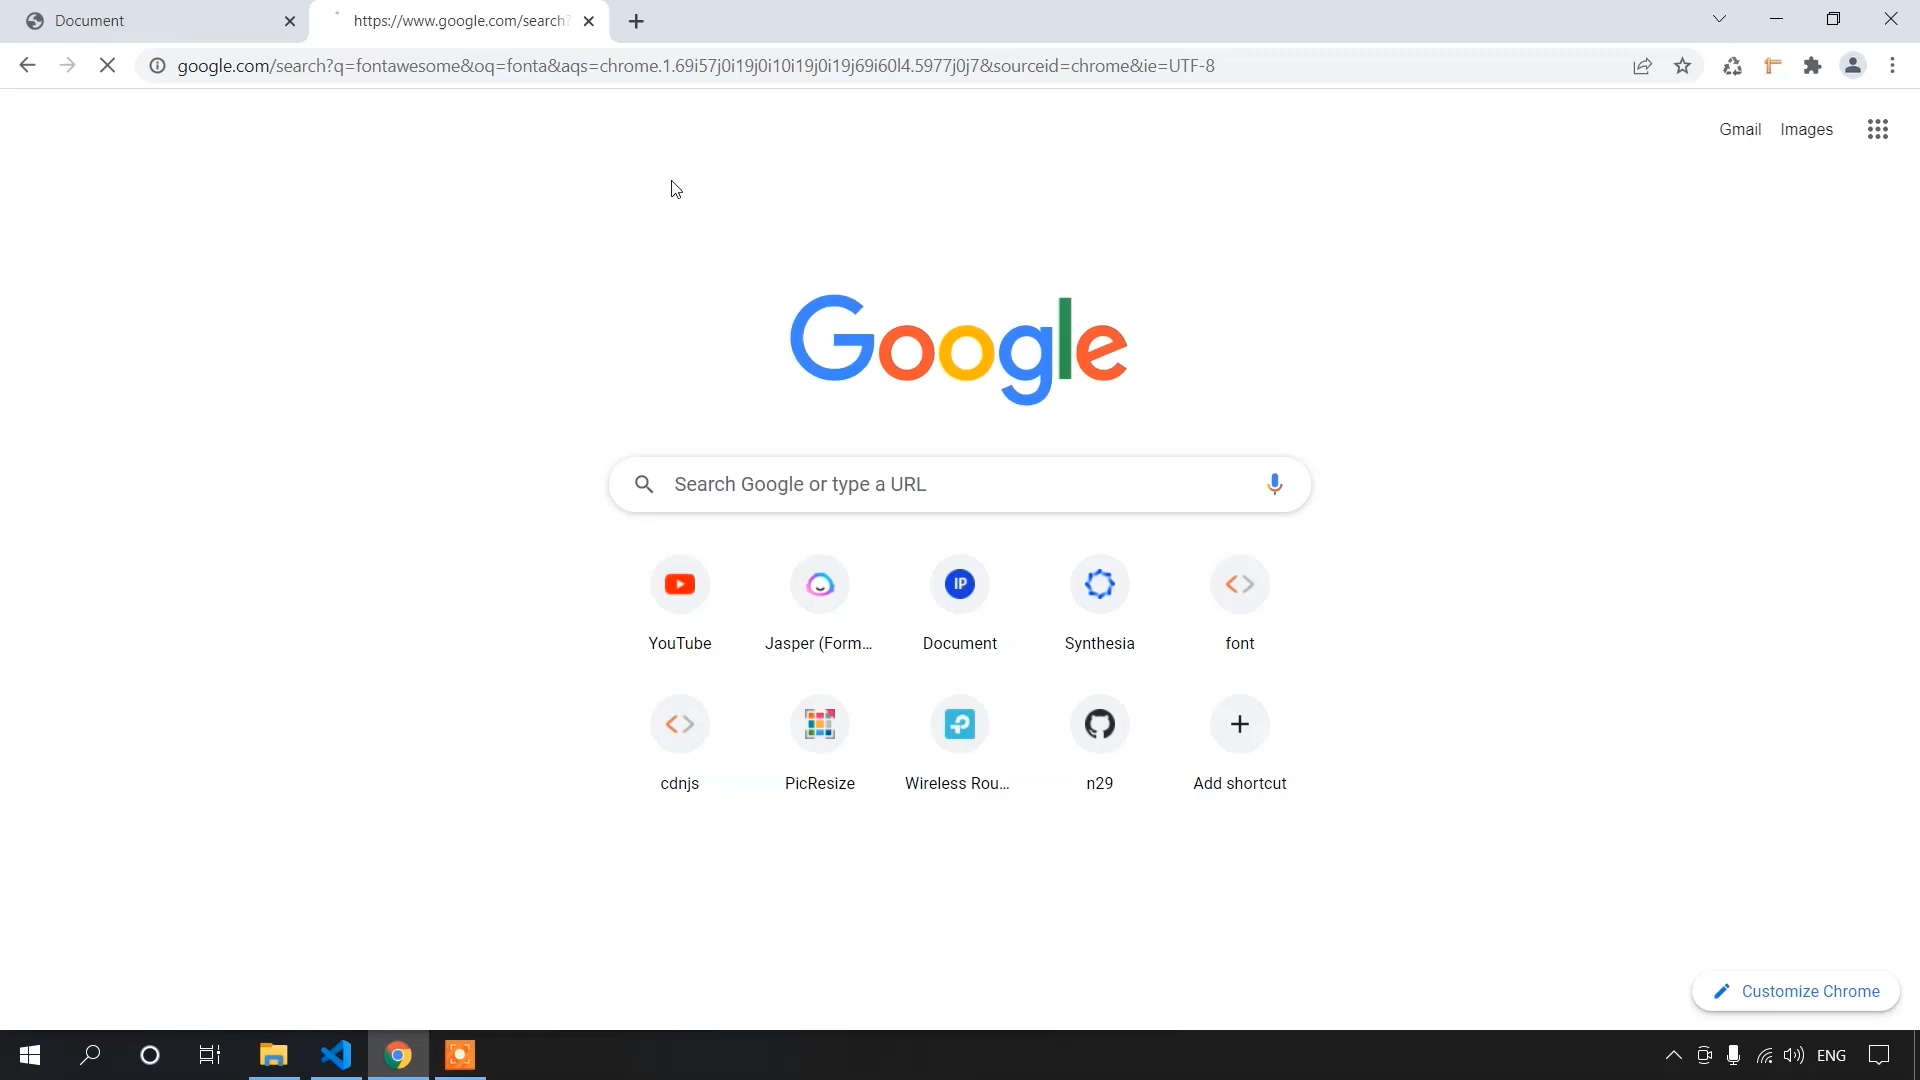 Document
https://www.google.com/search?
google.com/search?q=fontawesome&oq=fonta&aqs=chrome.1.69i57j0i19j0i10i19j0i19j69i60l4.5977j0j7&sourceid=chrome&ie=UTF-8
Gmail Images
Google
Search Google or type a URL
IP
YouTube Jasper (Form... Document Synthesia font
cdnjs PicResize Wireless Rou... n29 Add shortcut
Customize Chrome
ENG